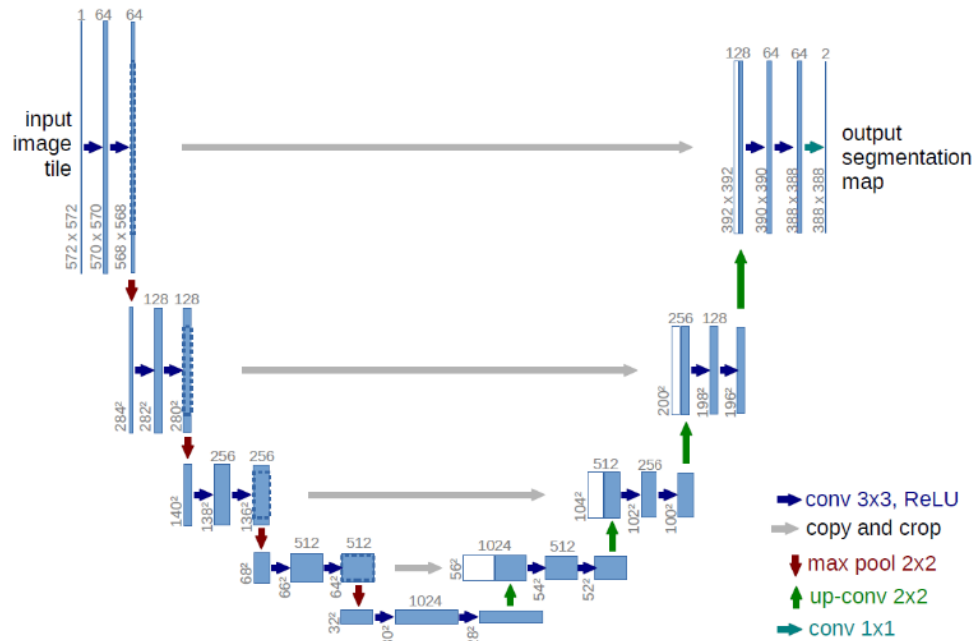 1 64 64
input
image
tile
572 x 572
570 x 570
568 x 568
128 64 64 2
output
segmentation
map
392 x 392
390 x 390
388 x 388
388 x 388
128 128
284²
282²
280²
256 128
200²
198²
196²
256 256
140²
138²
136²
512 256
104²
102²
100²
512 512
68²
66²
64²
1024 512
56²
54²
52²
1024
32²
conv 3x3, ReLU
copy and crop
max pool 2x2
up-conv 2x2
conv 1x1